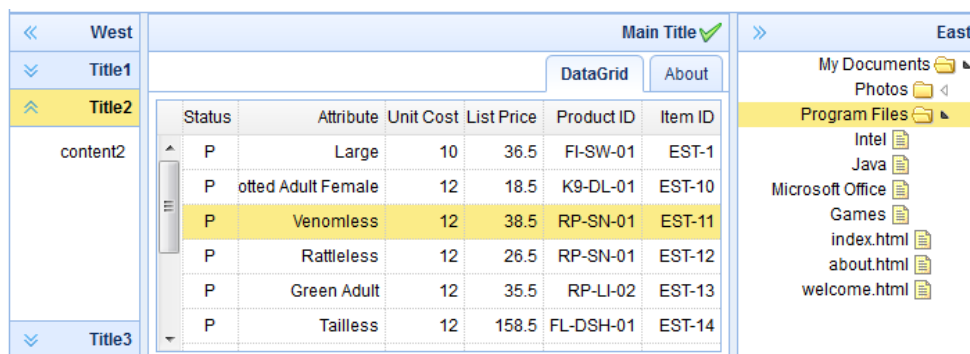 West
Title1
Title2
content2
Title3
Main Title
DataGrid About
Status Attribute Unit Cost List Price Product ID Item ID
P Large 10 36.5 FI-SW-01 EST-1
P otted Adult Female 12 18.5 K9-DL-01 EST-10
P Venomless 12 38.5 RP-SN-01 EST-11
P Rattleless 12 26.5 RP-SN-01 EST-12
P Green Adult 12 35.5 RP-LI-02 EST-13
P Tailless 12 158.5 FL-DSH-01 EST-14
East
My Documents
Photos
Program Files
Intel
Java
Microsoft Office
Games
index.html
about.html
welcome.html